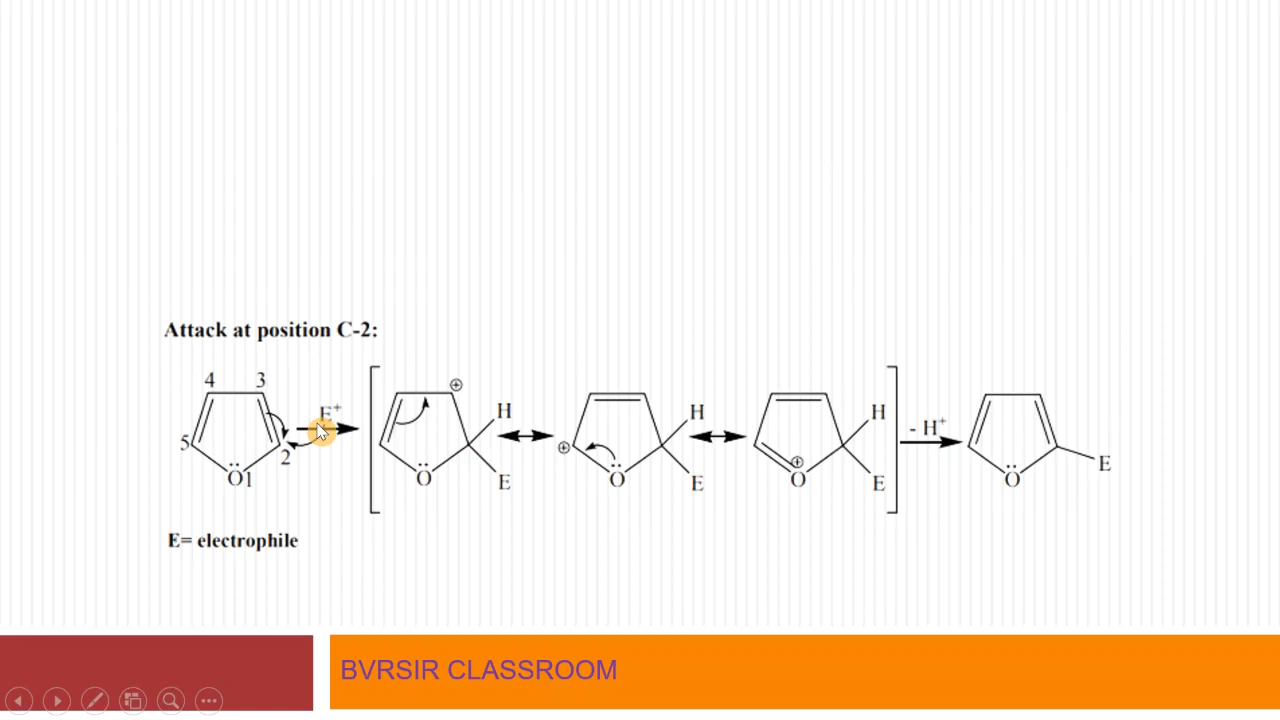 Attack at position C-2:
4 3
5 2
O1
E+
⊕
H
O
E
⊕
H
O
E
⊕
H
O
E
- H+
O
E
E= electrophile
BVRSIR CLASSROOM